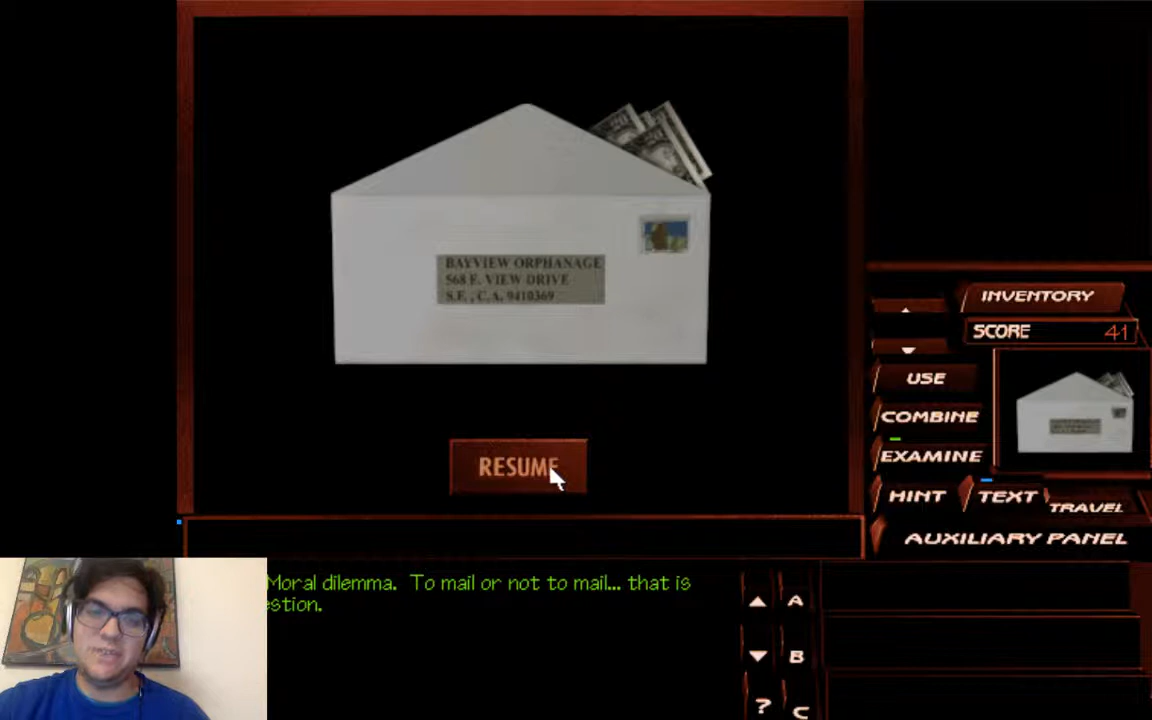 BAYVIEW ORPHANAGE
568 E. VIEW DRIVE
S.F., C.A. 9410369
RESUME
INVENTORY
SCORE 41
USE
COMBINE
EXAMINE
HINT TEXT TRAVEL
AUXILIARY PANEL
Moral dilemma. To mail or not to mail... that is
estion.
A
B
? C